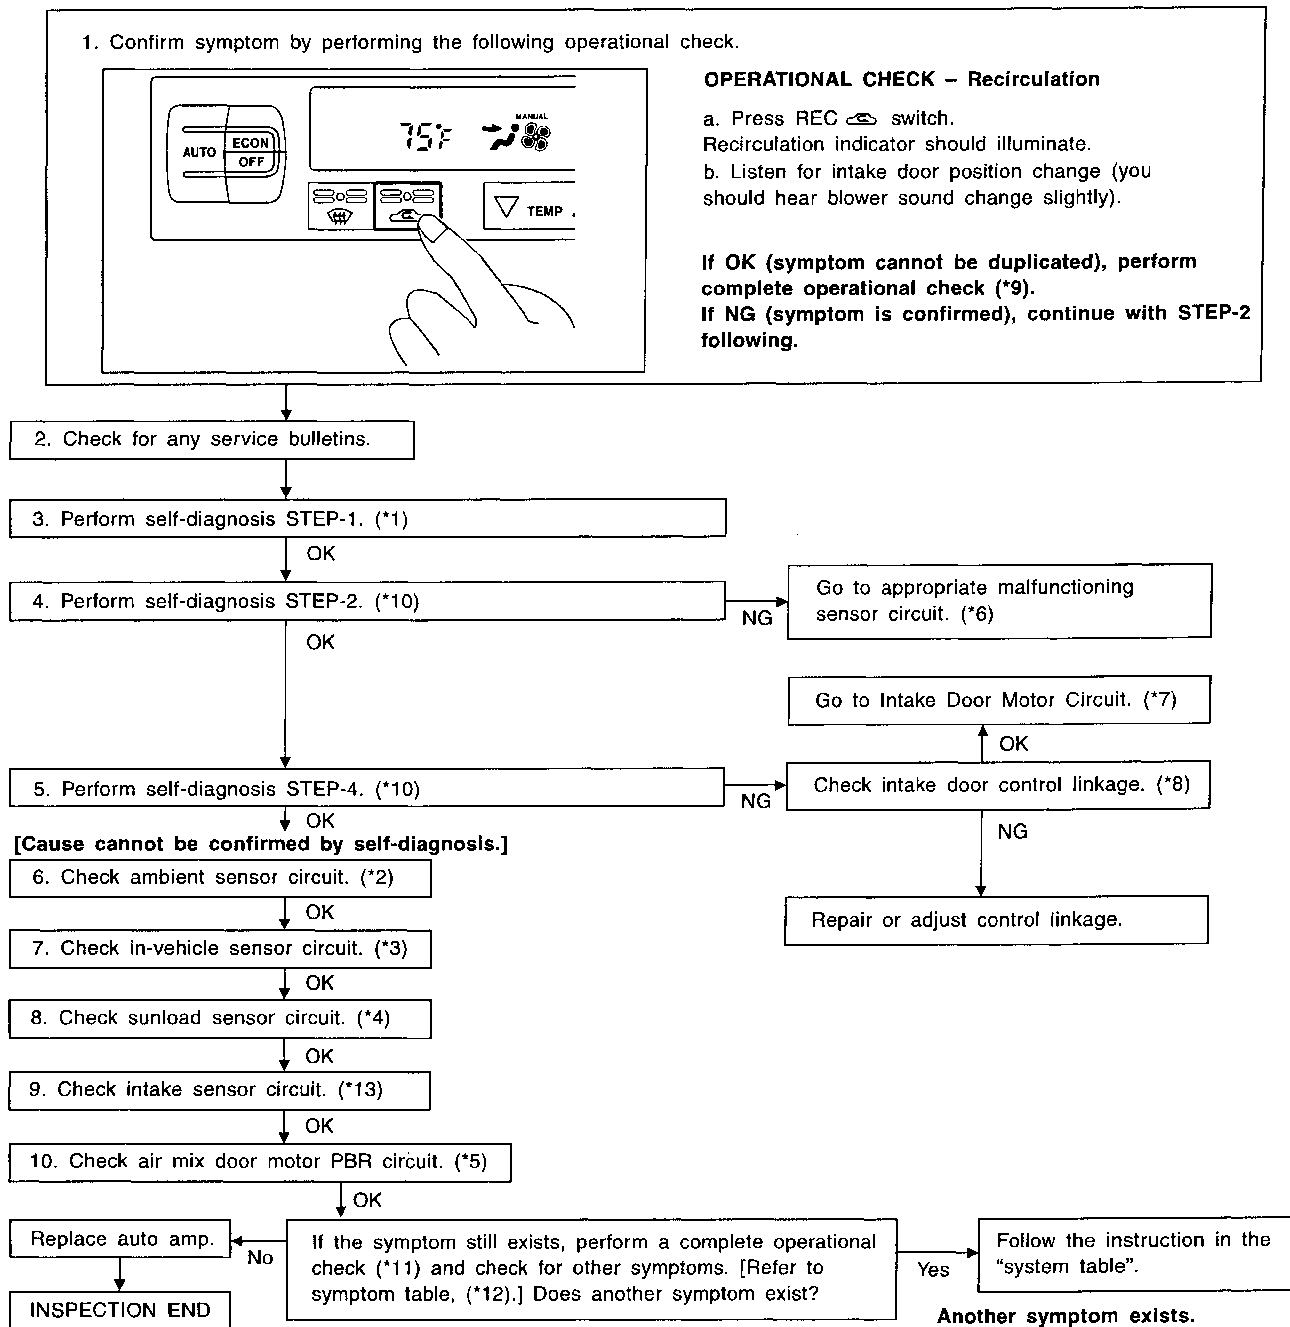 1. Confirm symptom by performing the following operational check.
AUTO
ECON
OFF
75°F
MANUAL
TEMP
OPERATIONAL CHECK – Recirculation
a. Press REC switch.
Recirculation indicator should illuminate.
b. Listen for intake door position change (you
should hear blower sound change slightly).
If OK (symptom cannot be duplicated), perform
complete operational check (*9).
If NG (symptom is confirmed), continue with STEP-2
following.
2. Check for any service bulletins.
3. Perform self-diagnosis STEP-1. (*1)
OK
4. Perform self-diagnosis STEP-2. (*10)
NG
Go to appropriate malfunctioning
sensor circuit. (*6)
OK
Go to Intake Door Motor Circuit. (*7)
OK
5. Perform self-diagnosis STEP-4. (*10)
NG
Check intake door control linkage. (*8)
OK
NG
[Cause cannot be confirmed by self-diagnosis.]
6. Check ambient sensor circuit. (*2)
OK
Repair or adjust control linkage.
7. Check in-vehicle sensor circuit. (*3)
OK
8. Check sunload sensor circuit. (*4)
OK
9. Check intake sensor circuit. (*13)
OK
10. Check air mix door motor PBR circuit. (*5)
OK
Replace auto amp.
No
If the symptom still exists, perform a complete operational
check (*11) and check for other symptoms. [Refer to
symptom table, (*12).] Does another symptom exist?
Yes
Follow the instruction in the
“system table”.
INSPECTION END
Another symptom exists.